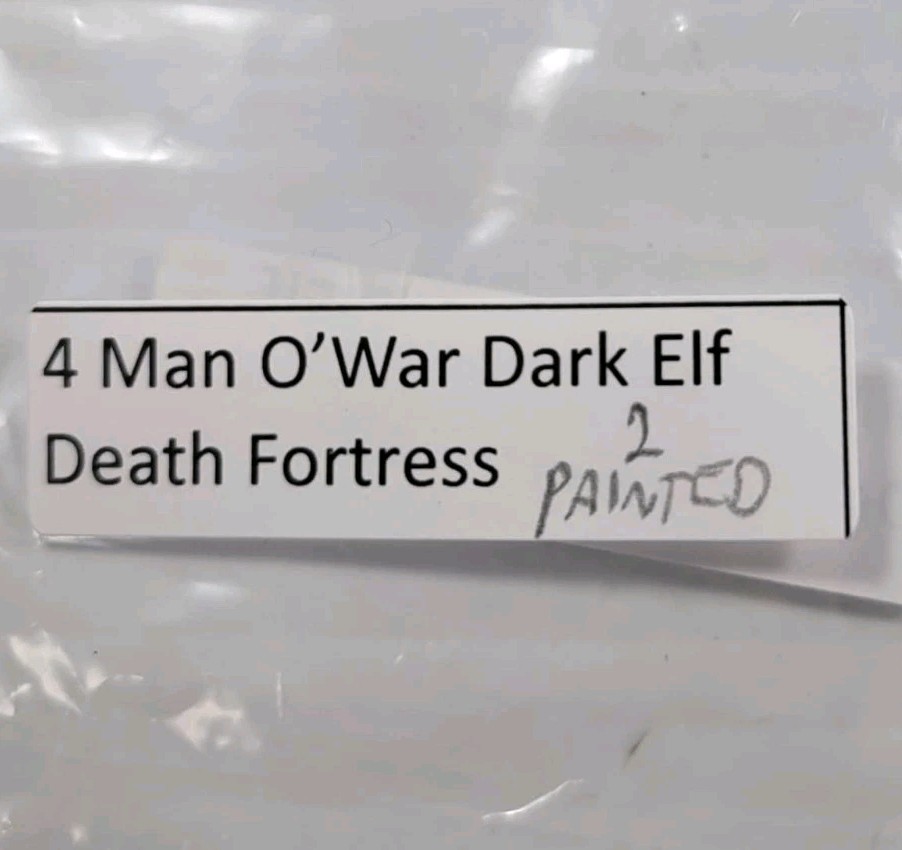 4 Man O'War Dark Elf
Death Fortress
2
PAINTED